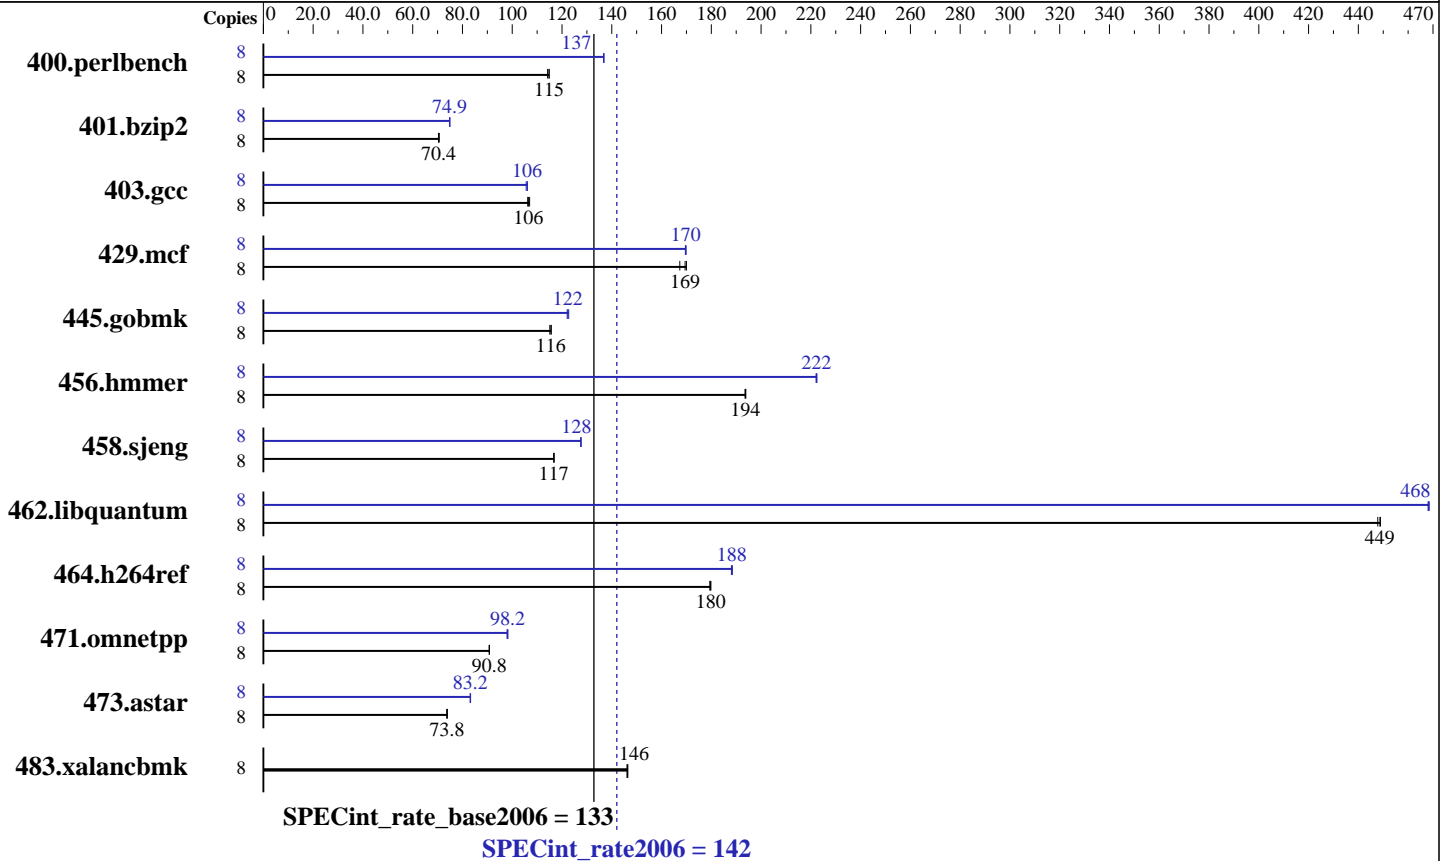 Copies 0 20.0 40.0 60.0 80.0 100 120 140 160 180 200 220 240 260 280 300 320 340 360 380 400 420 440 470
400.perlbench 8 137
8 115
401.bzip2 8 74.9
8 70.4
403.gcc 8 106
8 106
429.mcf 8 170
8 169
445.gobmk 8 122
8 116
456.hmmer 8 222
8 194
458.sjeng 8 128
8 117
462.libquantum 8 468
8 449
464.h264ref 8 188
8 180
471.omnetpp 8 98.2
8 90.8
473.astar 8 83.2
8 73.8
483.xalancbmk 8 146
SPECint_rate_base2006 = 133
SPECint_rate2006 = 142